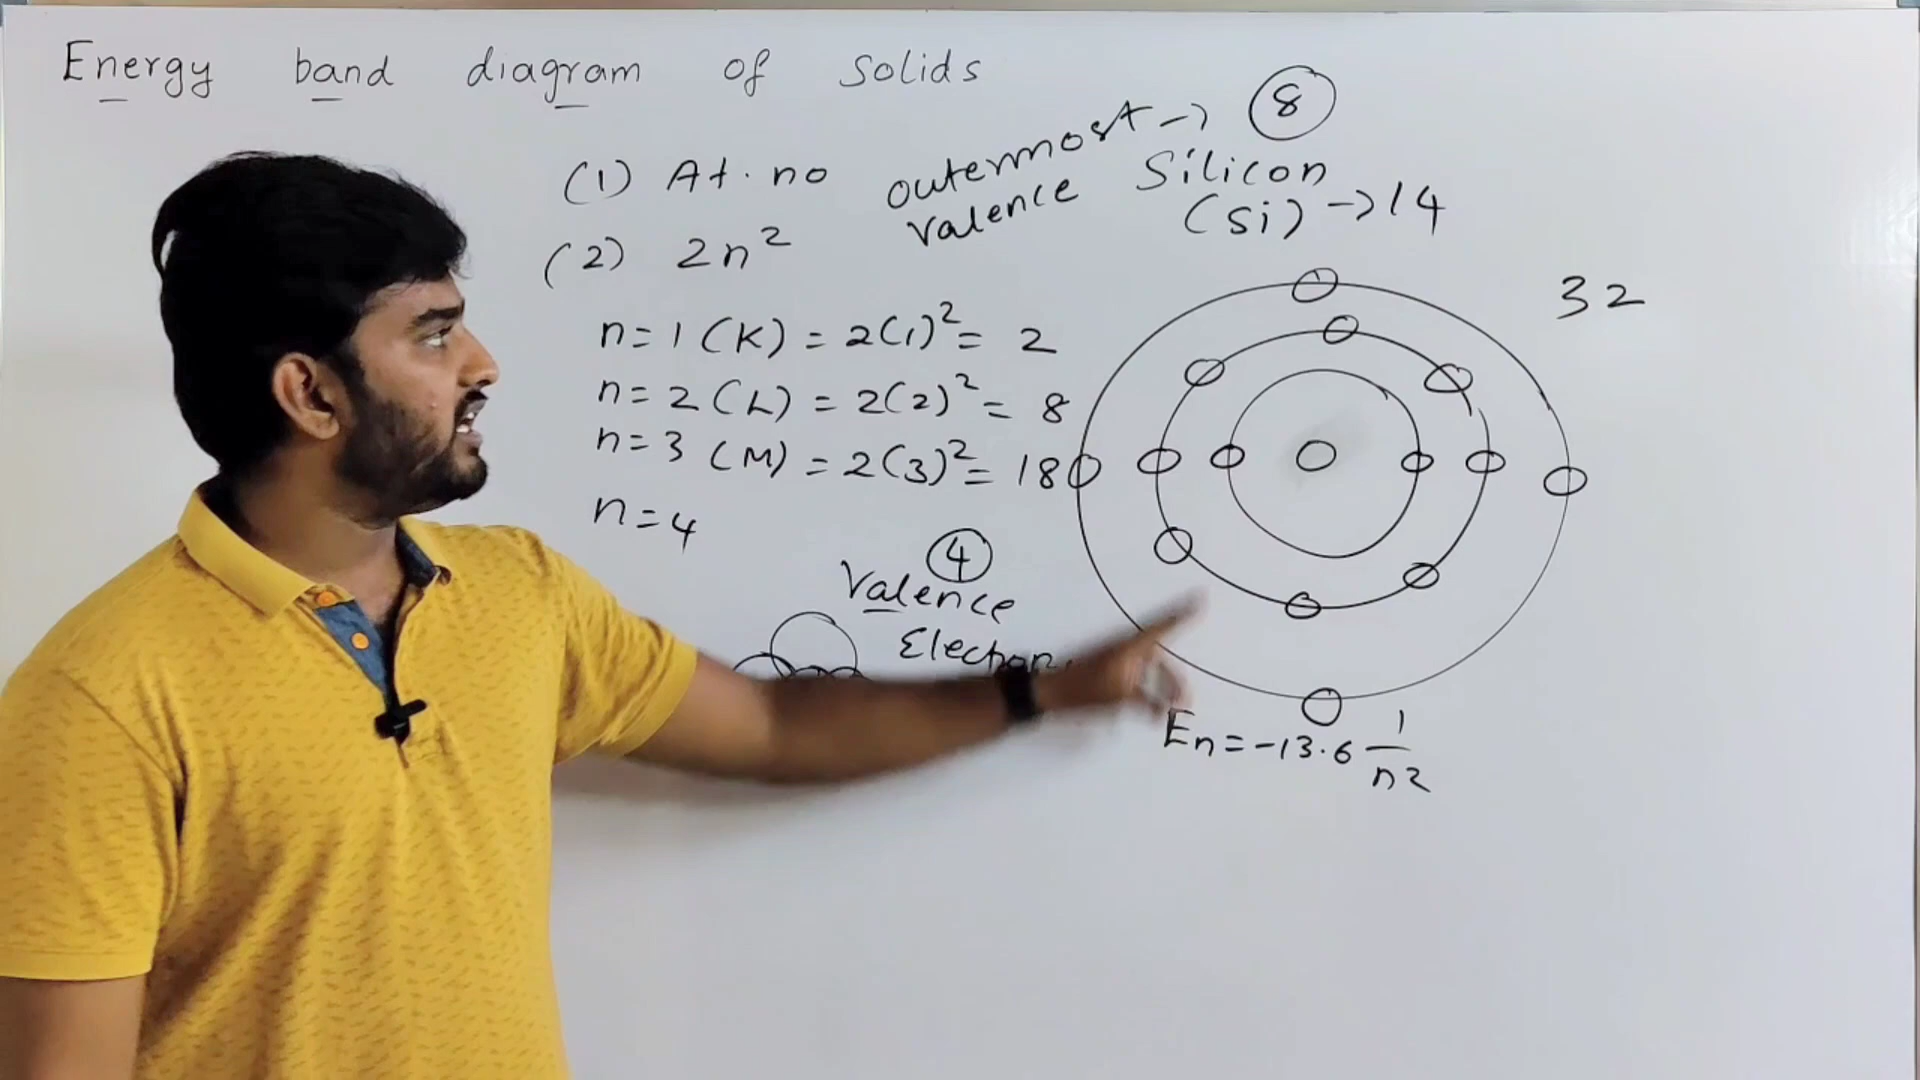 Energy band diagram of solids
(1) At. no
outermost → 8
valence
Silicon
(Si) → 14
(2) 2n²
32
n=1 (K) = 2(1)² = 2
n=2 (L) = 2(2)² = 8
n=3 (M) = 2(3)² = 18
n=4
4
Valence
Electron
En = -13.6 1/n2